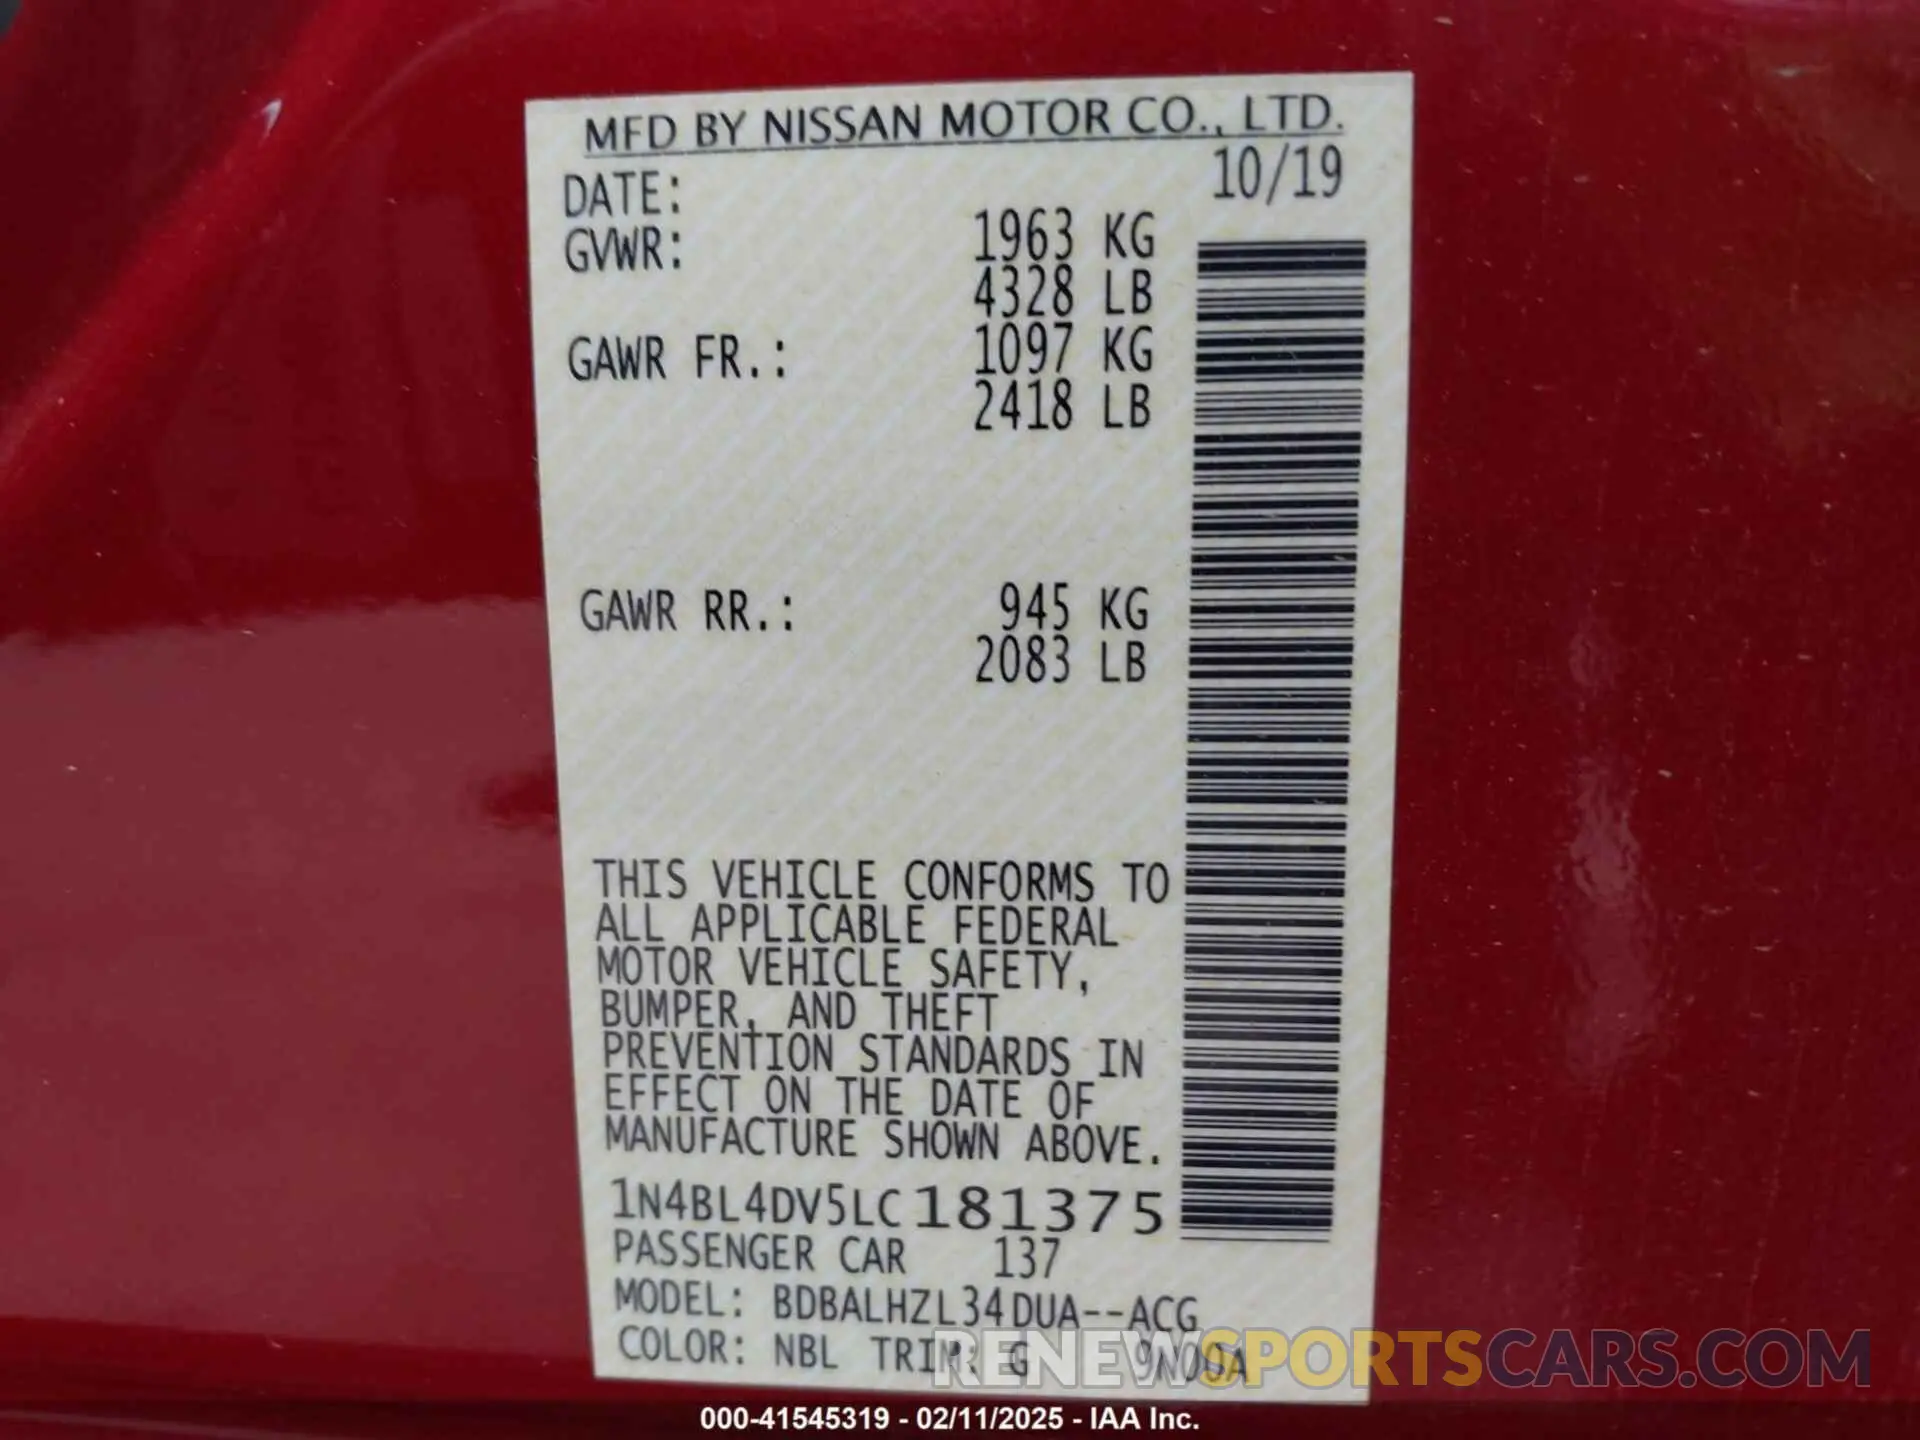 MFD BY NISSAN MOTOR CO., LTD.
DATE: 10/19
GVWR: 1963 KG
4328 LB
GAWR FR.: 1097 KG
2418 LB
GAWR RR.: 945 KG
2083 LB
THIS VEHICLE CONFORMS TO
ALL APPLICABLE FEDERAL
MOTOR VEHICLE SAFETY,
BUMPER, AND THEFT
PREVENTION STANDARDS IN
EFFECT ON THE DATE OF
MANUFACTURE SHOWN ABOVE.
1N4BL4DV5LC181375
PASSENGER CAR 137
MODEL: BDBALHZL34DUA--ACG
COLOR: NBL TRIM: G
RENEWSPORTSCARS.COM
000-41545319 - 02/11/2025 - IAA Inc.